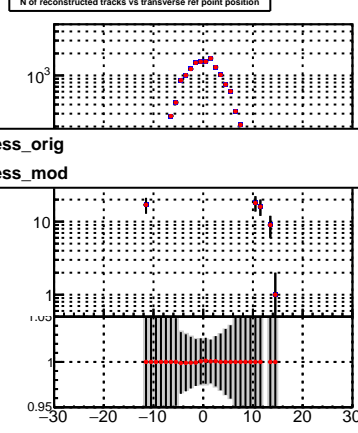 N of reconstructed tracks vs transverse ref point position
10³
ess_orig
ess_mod
10
1
1.05
1
0.95
−30 −20 −10 0 10 20 30